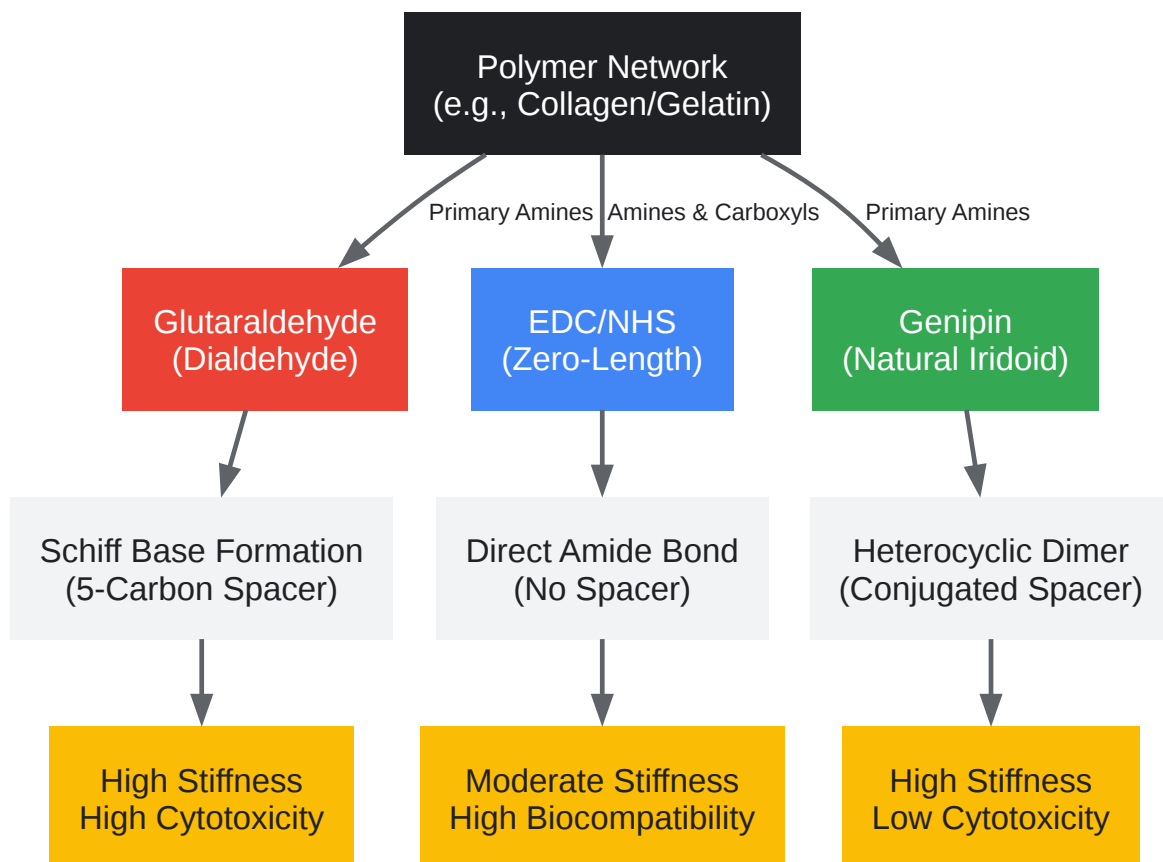 Polymer Network
(e.g., Collagen/Gelatin)
Primary Amines
Amines & Carboxyls
Primary Amines
Glutaraldehyde
(Dialdehyde)
EDC/NHS
(Zero-Length)
Genipin
(Natural Iridoid)
Schiff Base Formation
(5-Carbon Spacer)
Direct Amide Bond
(No Spacer)
Heterocyclic Dimer
(Conjugated Spacer)
High Stiffness
High Cytotoxicity
Moderate Stiffness
High Biocompatibility
High Stiffness
Low Cytotoxicity